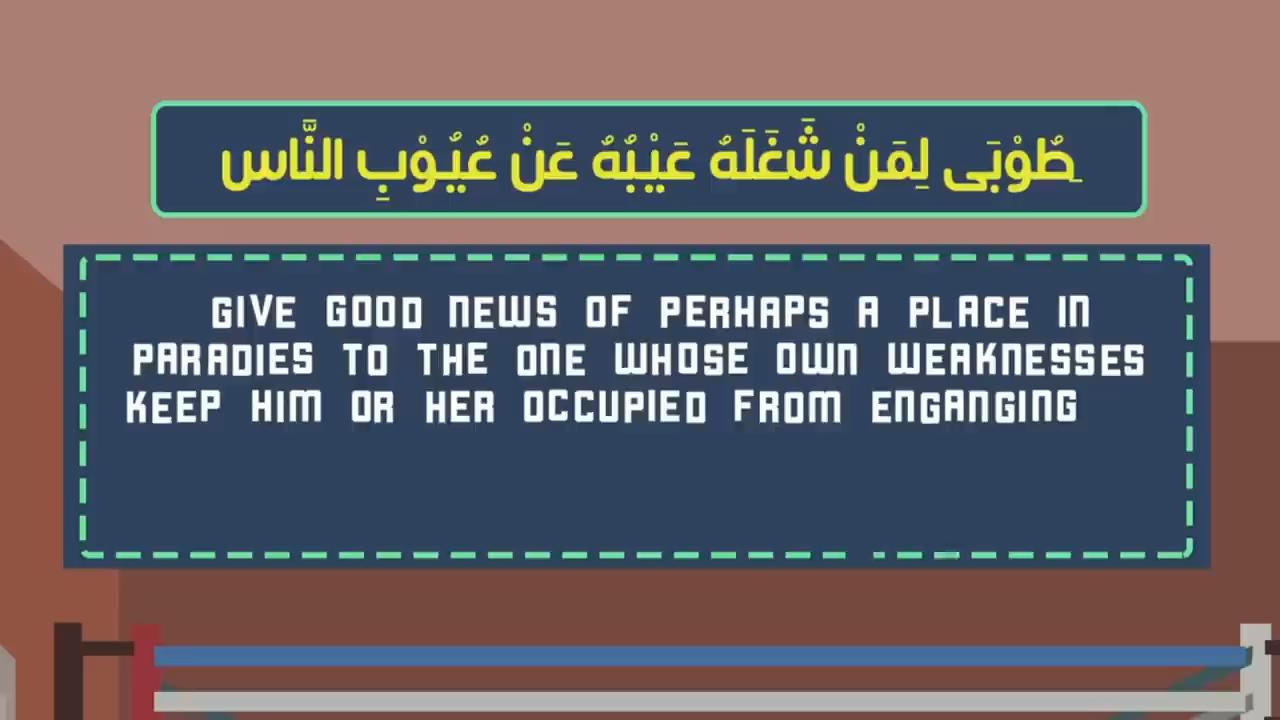 طُوْبَى لِمَنْ شَغَلَهُ عَيْبُهُ عَنْ عُيُوْبِ النَّاس
GIVE GOOD NEWS OF PERHAPS A PLACE IN
PARADIES TO THE ONE WHOSE OWN WEAKNESSES
KEEP HIM OR HER OCCUPIED FROM ENGANGING